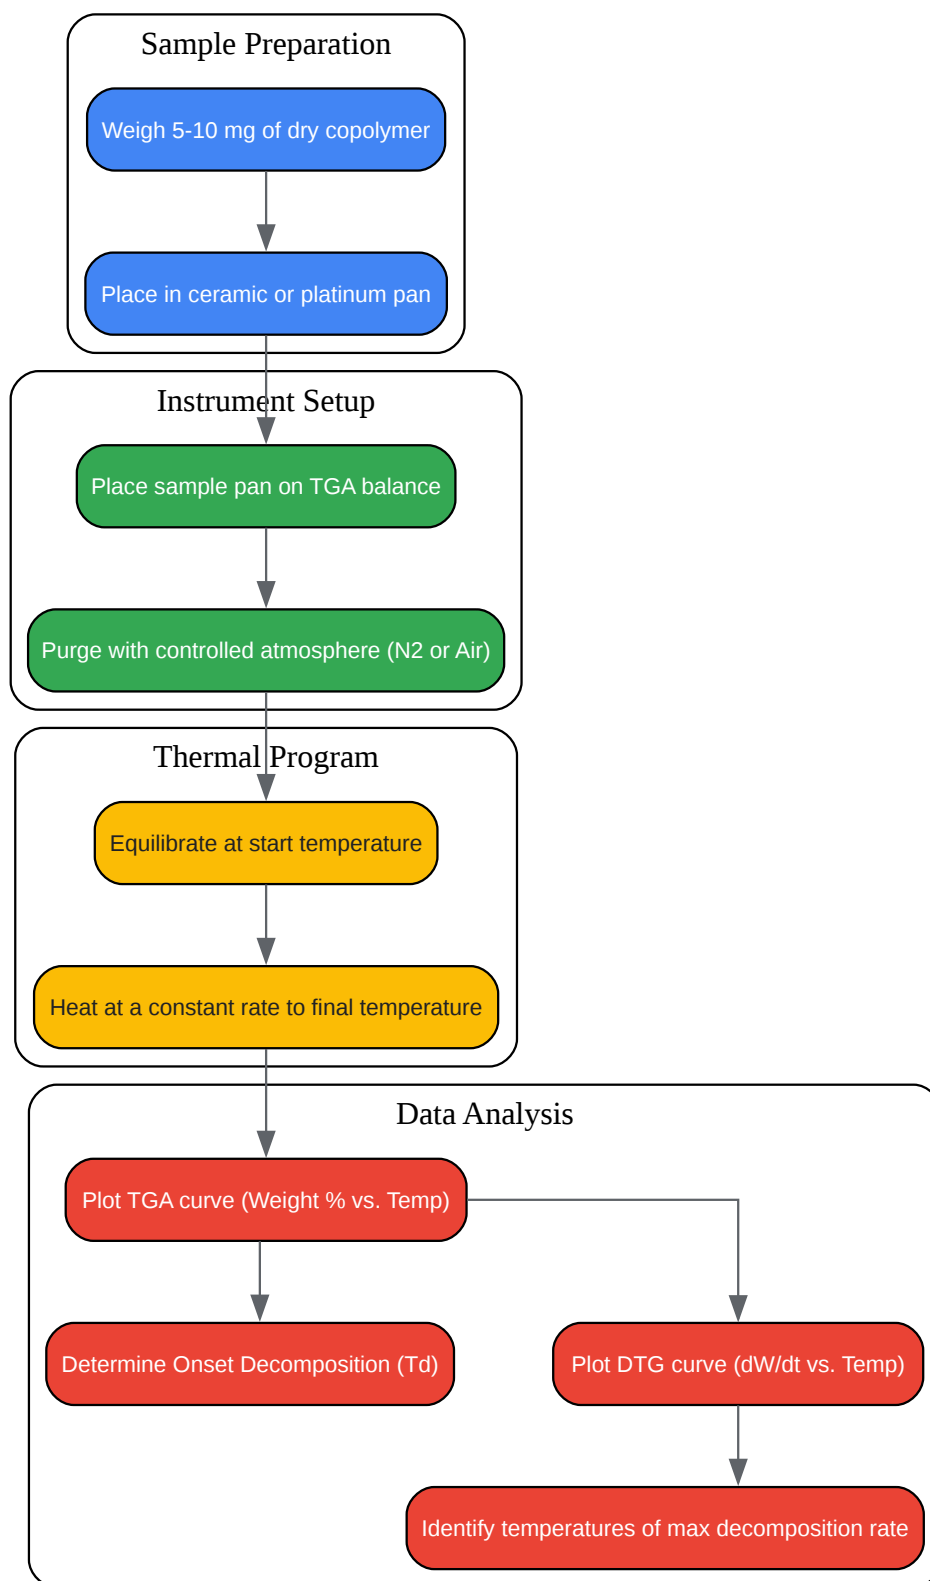 Sample Preparation
Weigh 5-10 mg of dry copolymer
Place in ceramic or platinum pan
Instrument Setup
Place sample pan on TGA balance
Purge with controlled atmosphere (N2 or Air)
Thermal Program
Equilibrate at start temperature
Heat at a constant rate to final temperature
Data Analysis
Plot TGA curve (Weight % vs. Temp)
Determine Onset Decomposition (Td)
Plot DTG curve (dW/dt vs. Temp)
Identify temperatures of max decomposition rate